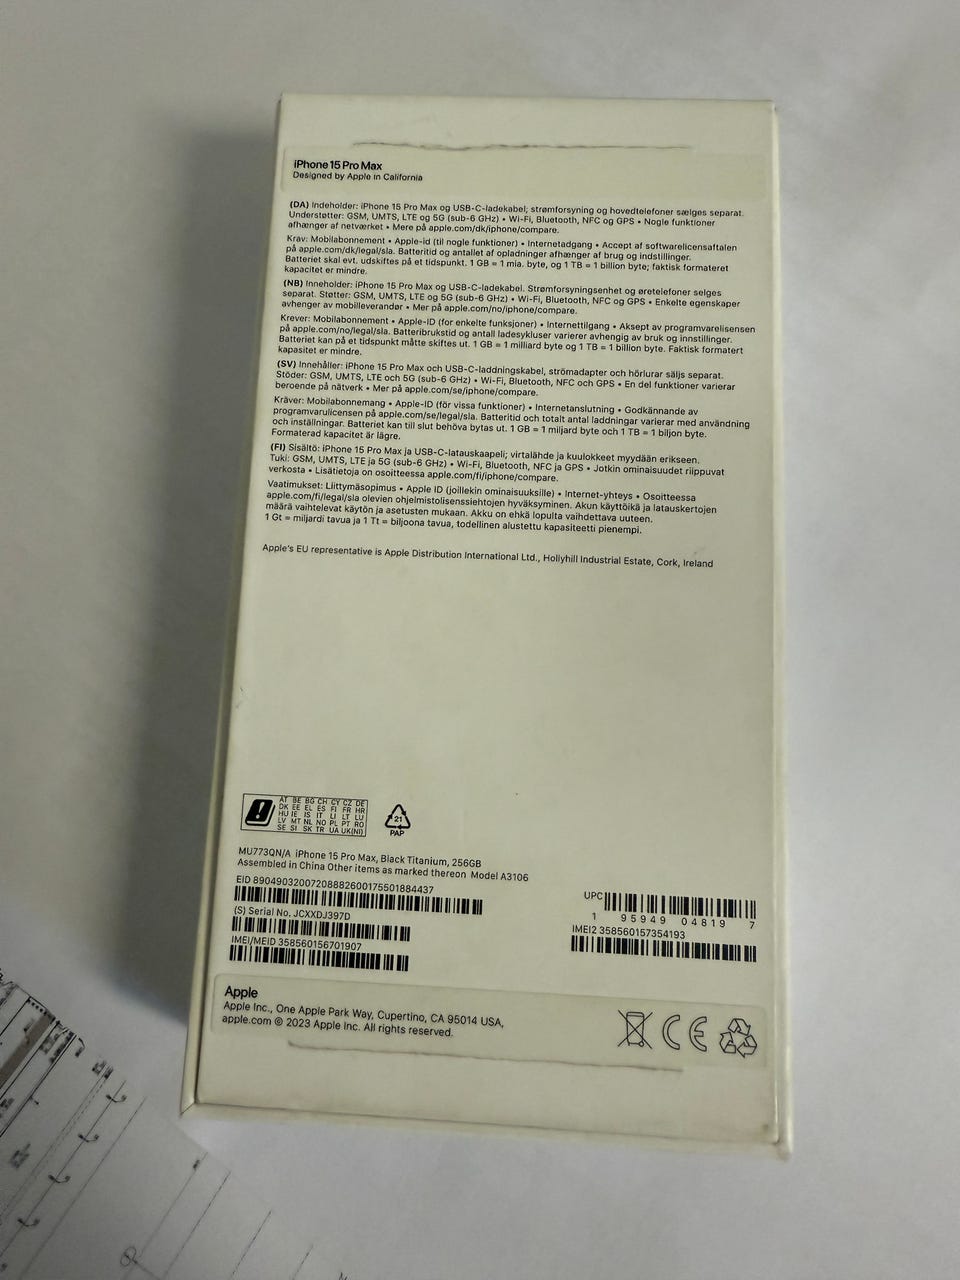 iPhone 15 Pro Max
Designed by Apple in California
(DA) Indeholder: iPhone 15 Pro Max og USB-C-ladekabel; strømforsyning og hovedtelefoner sælges separat.
Understøtter: GSM, UMTS, LTE og 5G (sub-6 GHz) • Wi-Fi, Bluetooth, NFC og GPS • Nogle funktioner
afhænger af netværket • Mere på apple.com/dk/iphone/compare.
Krav: Mobilabonnement • Apple-id (til nogle funktioner) • Internetadgang • Accept af softwarelicensaftalen
på apple.com/dk/legal/sla. Batteritid og antallet af opladninger afhænger af brug og indstillinger.
Batteriet skal evt. udskiftes på et tidspunkt. 1 GB = 1 mia. byte, og 1 TB = 1 billion byte; faktisk formateret
kapacitet er mindre.
(NB) Inneholder: iPhone 15 Pro Max og USB-C-ladekabel. Strømforsyningsenhet og øretelefoner selges
separat. Støtter: GSM, UMTS, LTE og 5G (sub-6 GHz) • Wi-Fi, Bluetooth, NFC og GPS • Enkelte egenskaper
avhenger av mobilleverandør • Mer på apple.com/no/iphone/compare.
Krever: Mobilabonnement • Apple-ID (for enkelte funksjoner) • Internettilgang • Aksept av programvarelisensen
på apple.com/no/legal/sla. Batteribrukstid og antall ladesykluser varierer avhengig av bruk og innstillinger.
Batteriet kan på et tidspunkt måtte skiftes ut. 1 GB = 1 milliard byte og 1 TB = 1 billion byte. Faktisk formatert
kapasitet er mindre.
(SV) Innehåller: iPhone 15 Pro Max och USB-C-laddningskabel, strömadapter och hörlurar säljs separat.
Stöder: GSM, UMTS, LTE och 5G (sub-6 GHz) • Wi-Fi, Bluetooth, NFC och GPS • En del funktioner varierar
beroende på nätverk • Mer på apple.com/se/iphone/compare.
Kräver: Mobilabonnemang • Apple-ID (för vissa funktioner) • Internetanslutning • Godkännande av
programvarulicensen på apple.com/se/legal/sla. Batteritid och totalt antal laddningar varierar med användning
och inställningar. Batteriet kan till slut behöva bytas ut. 1 GB = 1 miljard byte och 1 TB = 1 biljon byte.
Formaterad kapacitet är lägre.
(FI) Sisältö: iPhone 15 Pro Max ja USB-C-latauskaapeli; virtalähde ja kuulokkeet myydään erikseen.
Tuki: GSM, UMTS, LTE ja 5G (sub-6 GHz) • Wi-Fi, Bluetooth, NFC ja GPS • Jotkin ominaisuudet riippuvat
verkosta • Lisätietoja on osoitteessa apple.com/fi/iphone/compare.
Vaatimukset: Liittymäsopimus • Apple ID (joillekin ominaisuuksille) • Internet-yhteys • Osoitteessa
apple.com/fi/legal/sla olevien ohjelmistolisenssiehtojen hyväksyminen. Akun käyttöikä ja latauskertojen
määrä vaihtelevat käytön ja asetusten mukaan. Akku on ehkä lopulta vaihdettava uuteen.
1 Gt = miljardi tavua ja 1 Tt = biljoona tavua, todellinen alustettu kapasiteetti pienempi.
Apple's EU representative is Apple Distribution International Ltd., Hollyhill Industrial Estate, Cork, Ireland
AT BE BG CH CY CZ DE
DK EE EL ES FI FR HR
HU IE IS IT LI LT LU
LV MT NL NO PL PT RO
SE SI SK TR UA UK(NI)
21
PAP
MU773QN/A iPhone 15 Pro Max, Black Titanium, 256GB
Assembled in China Other items as marked thereon Model A3106
EID 89049032007208882600175501884437
(S) Serial No. JCXXDJ397D
IMEI/MEID 358560156701907
UPC
1 95949 04819 7
IMEI2 358560157354193
Apple
Apple Inc., One Apple Park Way, Cupertino, CA 95014 USA,
apple.com © 2023 Apple Inc. All rights reserved.
CE